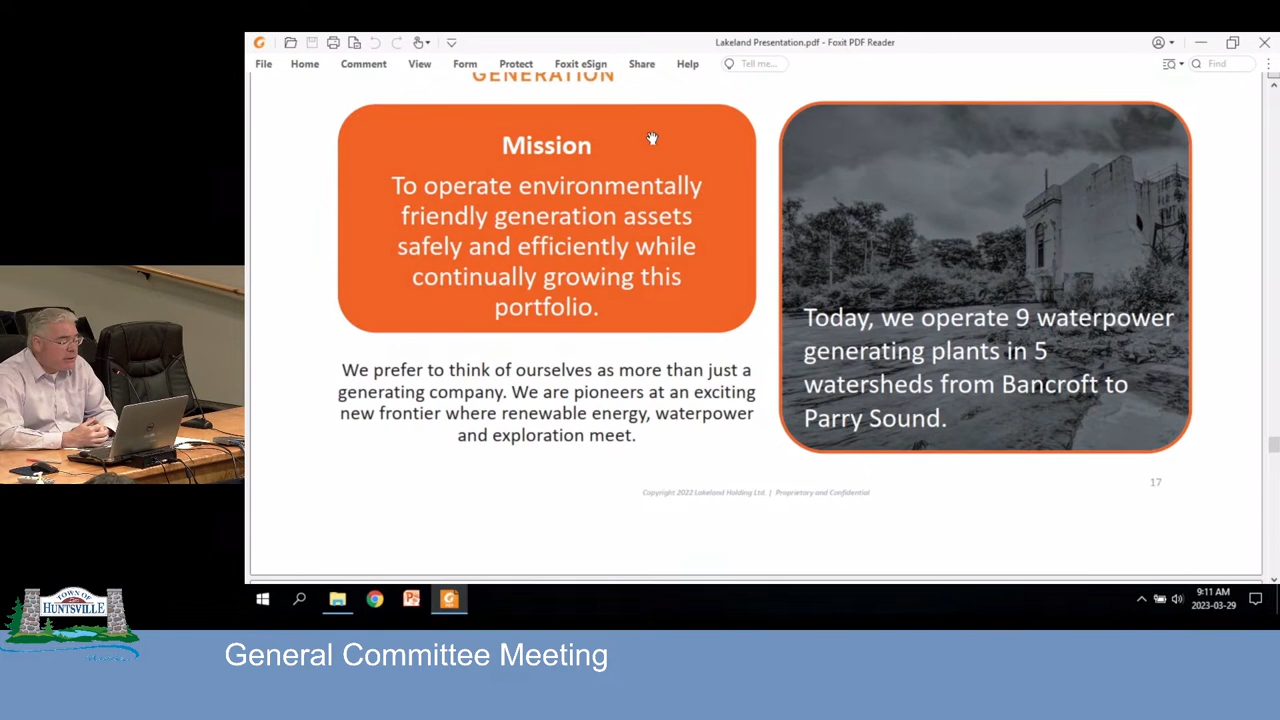 Lakeland Presentation.pdf - Foxit PDF Reader
File Home Comment View Form Protect Foxit eSign Share Help Tell me... Find
GENERATION
Mission
To operate environmentally
friendly generation assets
safely and efficiently while
continually growing this
portfolio.
We prefer to think of ourselves as more than just a
generating company. We are pioneers at an exciting
new frontier where renewable energy, waterpower
and exploration meet.
Today, we operate 9 waterpower
generating plants in 5
watersheds from Bancroft to
Parry Sound.
17
Copyright 2022 Lakeland Holding Ltd. | Proprietary and Confidential
9:11 AM
2023-03-29
TOWN OF
HUNTSVILLE
General Committee Meeting